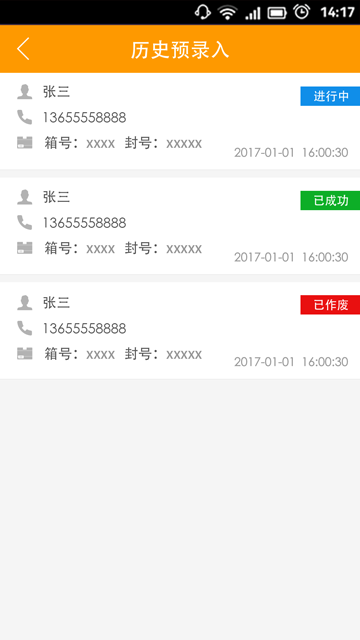 14:17
历史预录入
张三
进行中
13655558888
箱号：xxxx 封号：xxxxx
2017-01-01 16:00:30
张三
已成功
13655558888
箱号：xxxx 封号：xxxxx
2017-01-01 16:00:30
张三
已作废
13655558888
箱号：xxxx 封号：xxxxx
2017-01-01 16:00:30